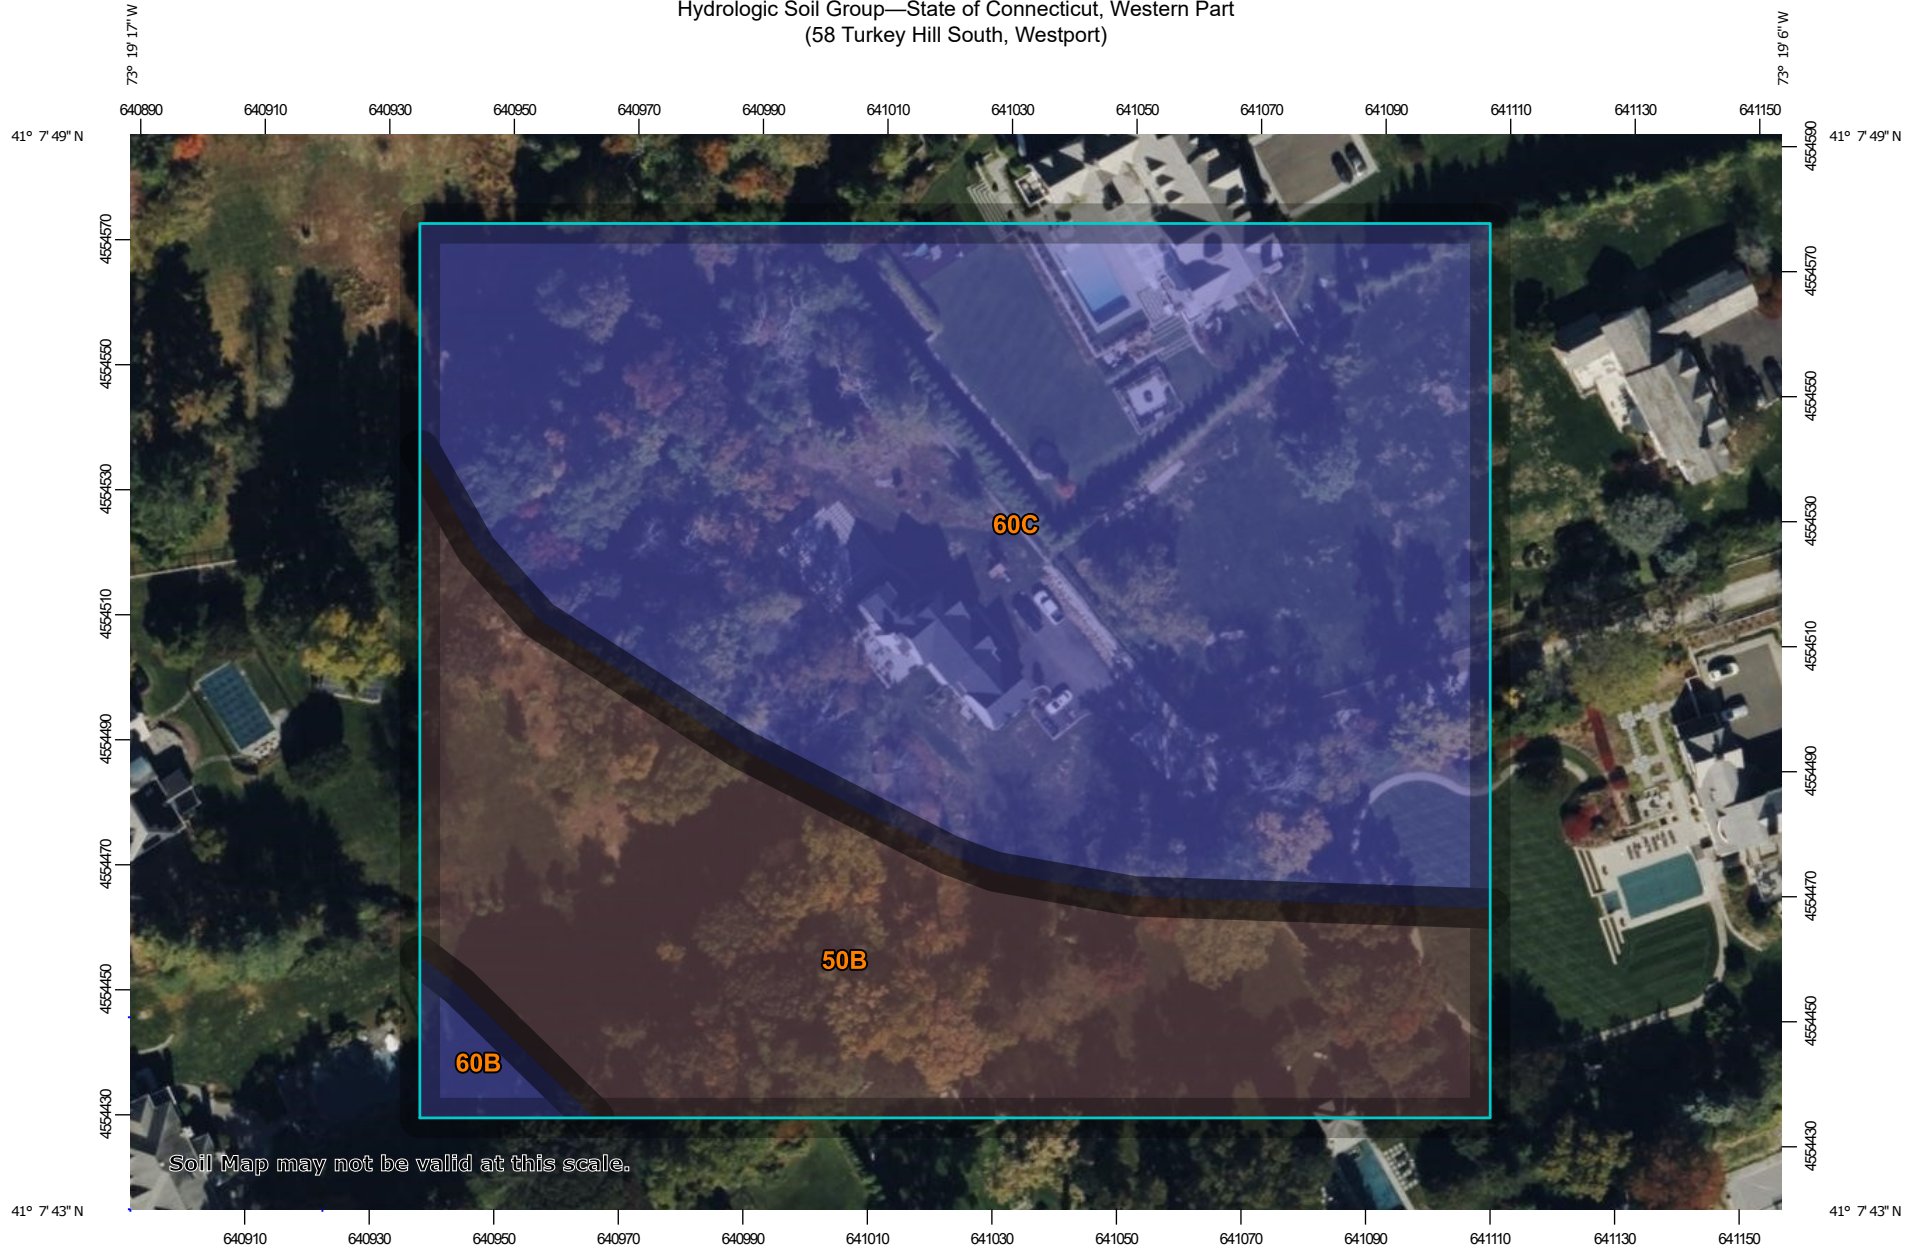 Hydrologic Soil Group—State of Connecticut, Western Part
(58 Turkey Hill South, Westport)
73° 19' 17'' W
73° 19' 6'' W
640890 640910 640930 640950 640970 640990 641010 641030 641050 641070 641090 641110 641130 641150
41° 7' 49'' N
41° 7' 49'' N
4554590
4554570
4554570
4554550
4554550
4554530
4554530
60C
4554510
4554510
4554490
4554490
4554470
4554470
50B
4554450
4554450
60B
4554430
4554430
Soil Map may not be valid at this scale.
41° 7' 43'' N
41° 7' 43'' N
640910 640930 640950 640970 640990 641010 641030 641050 641070 641090 641110 641130 641150